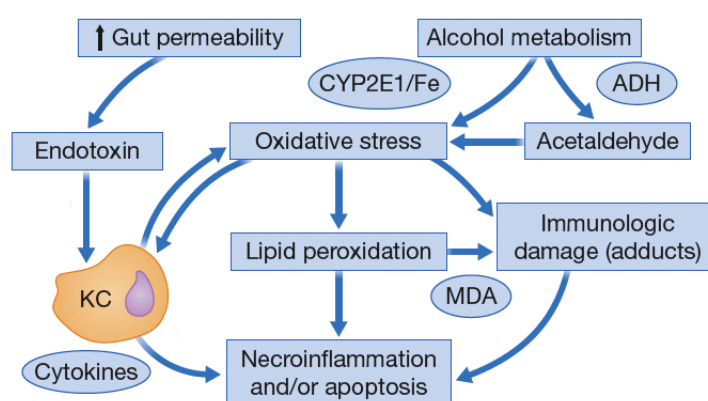 ⬆ Gut permeability
Alcohol metabolism
CYP2E1/Fe
ADH
Endotoxin
Oxidative stress
Acetaldehyde
Lipid peroxidation
Immunologic
damage (adducts)
KC
MDA
Cytokines
Necroinflammation
and/or apoptosis